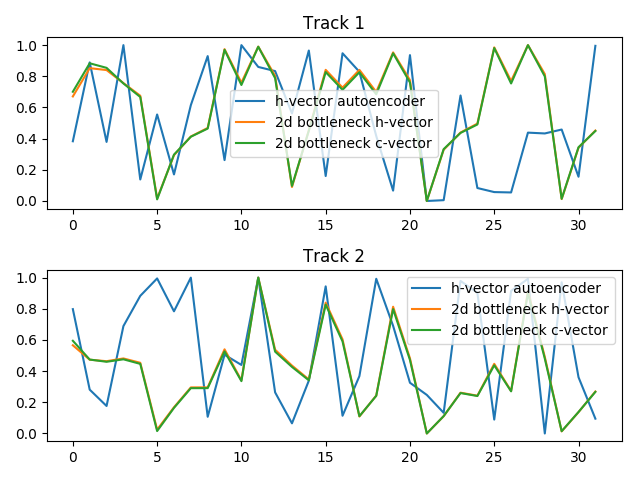 Track 1
1.0
0.8
0.6
0.4
0.2
0.0
h-vector autoencoder
2d bottleneck h-vector
2d bottleneck c-vector
0 5 10 15 20 25 30
Track 2
1.0
0.8
0.6
0.4
0.2
0.0
h-vector autoencoder
2d bottleneck h-vector
2d bottleneck c-vector
0 5 10 15 20 25 30